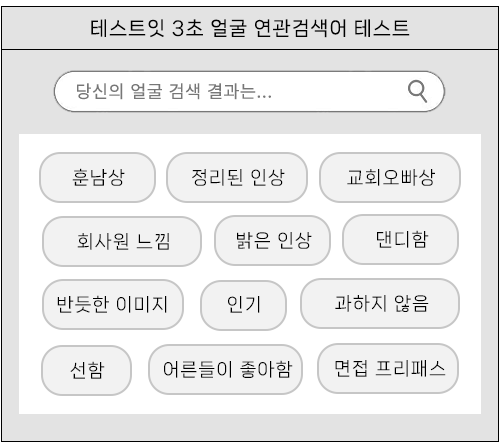 테스트잇 3초 얼굴 연관검색어 테스트
당신의 얼굴 검색 결과는...
훈남상 정리된 인상 교회오빠상
회사원 느낌 밝은 인상 댄디함
반듯한 이미지 인기 과하지 않음
선함 어른들이 좋아함 면접 프리패스